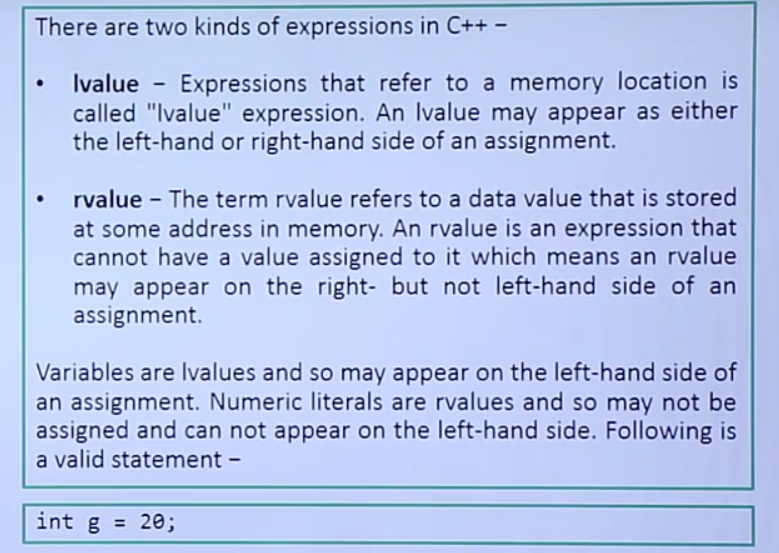 There are two kinds of expressions in C++ –
• lvalue – Expressions that refer to a memory location is
called "lvalue" expression. An lvalue may appear as either
the left-hand or right-hand side of an assignment.
• rvalue – The term rvalue refers to a data value that is stored
at some address in memory. An rvalue is an expression that
cannot have a value assigned to it which means an rvalue
may appear on the right- but not left-hand side of an
assignment.
Variables are lvalues and so may appear on the left-hand side of
an assignment. Numeric literals are rvalues and so may not be
assigned and can not appear on the left-hand side. Following is
a valid statement –
int g = 20;